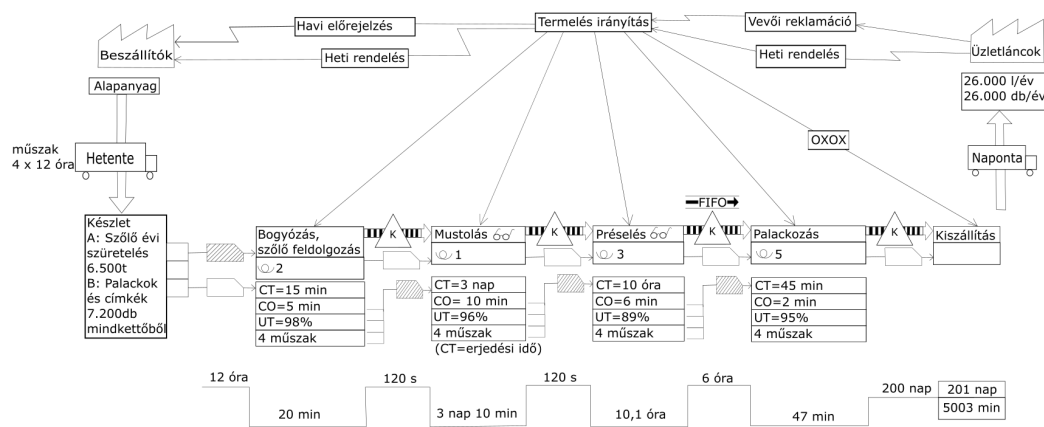 Havi előrejelzés
Termelés irányítás
Vevői reklamáció
Beszállítók
Heti rendelés
Heti rendelés
Üzletláncok
Alapanyag
26.000 l/év
26.000 db/év
műszak
4 x 12 óra
Hetente
OXOX
Naponta
Készlet
A: Szőlő évi
szüretelés
6.500t
B: Palackok
és címkék
7.200db
mindkettőből
Bogyózás,
szőlő feldolgozás
2
CT=15 min
CO=5 min
UT=98%
4 műszak
K
Mustolás
1
CT=3 nap
CO= 10 min
UT=96%
4 műszak
(CT=erjedési idő)
K
Préselés
3
CT=10 óra
CO=6 min
UT=89%
4 műszak
FIFO
K
Palackozás
5
CT=45 min
CO=2 min
UT=95%
4 műszak
K
Kiszállítás
12 óra
20 min
120 s
3 nap 10 min
120 s
10,1 óra
6 óra
47 min
200 nap
201 nap
5003 min